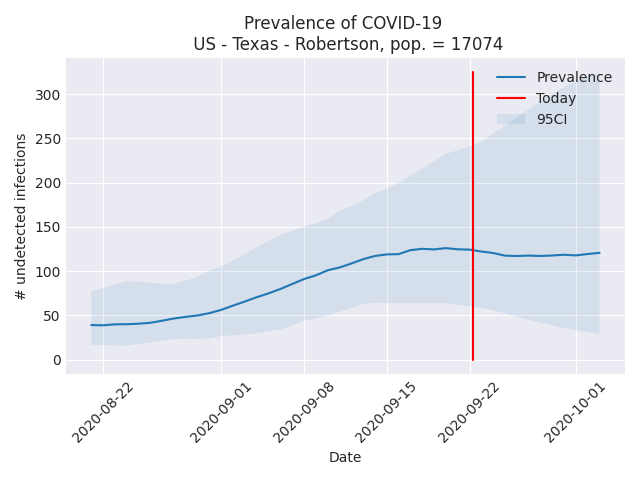 Prevalence of COVID-19
US - Texas - Robertson, pop. = 17074
Prevalence
Today
95CI
# undetected infections
300
250
200
150
100
50
0
2020-08-22
2020-09-01
2020-09-08
2020-09-15
2020-09-22
2020-10-01
Date